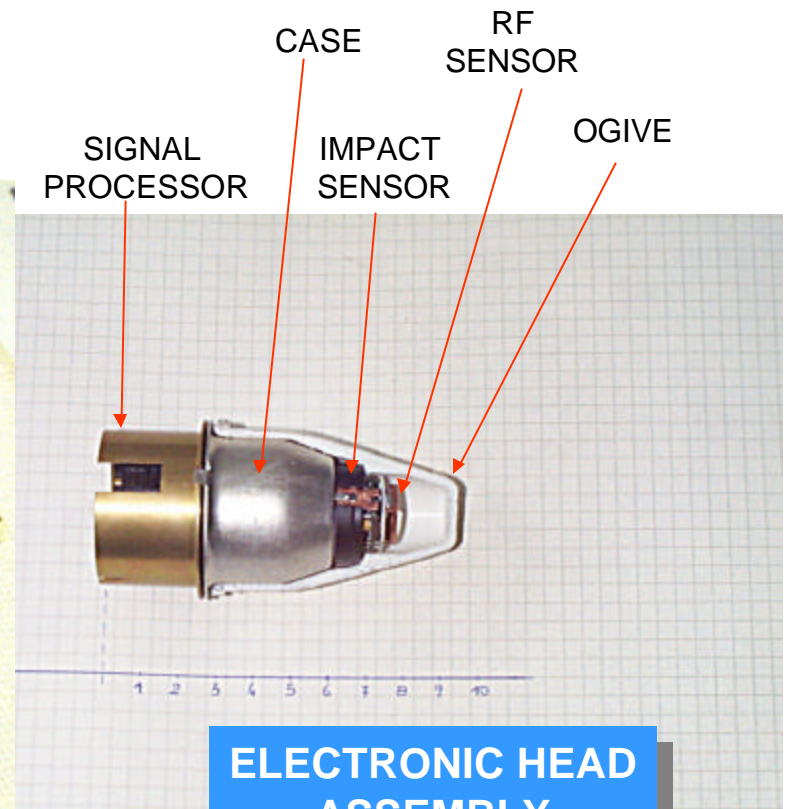 CASE
RF
SENSOR
OGIVE
SIGNAL
PROCESSOR
IMPACT
SENSOR
1 2 3 4 5 6 7 8 9 10
ELECTRONIC HEAD
ASSEMBLY